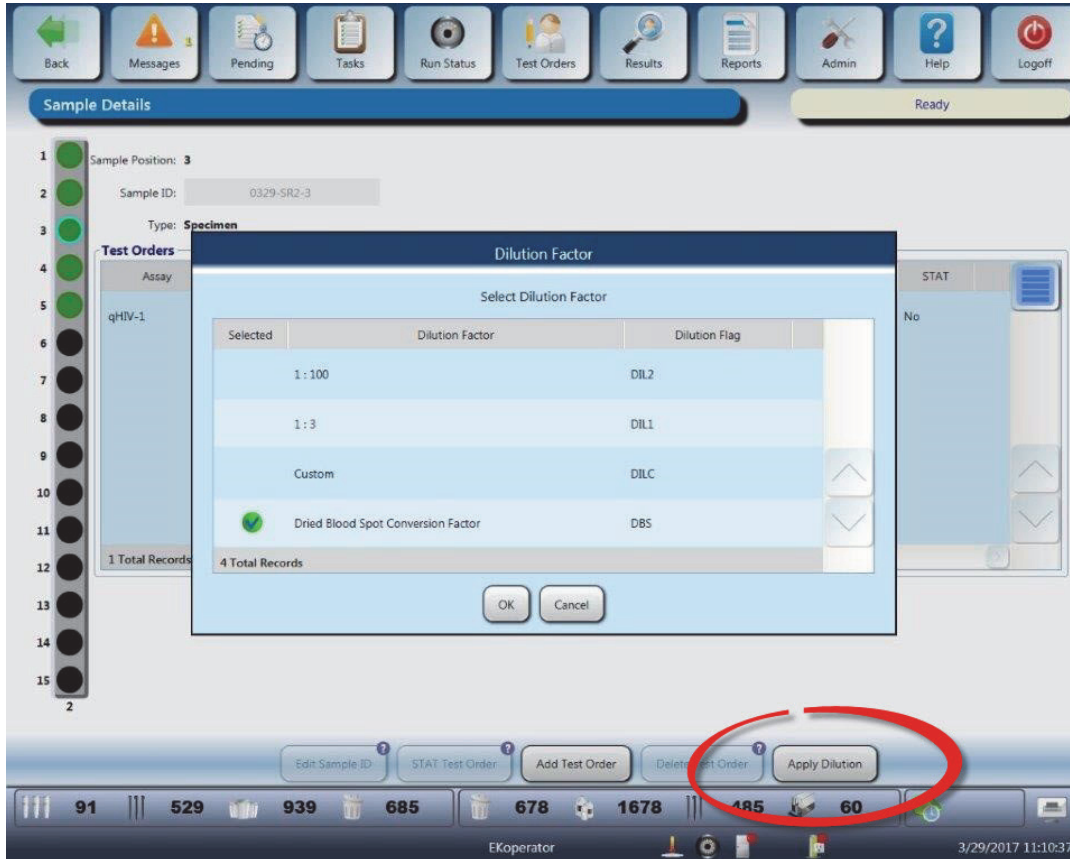 Back
Messages
3
Pending
Tasks
Run Status
Test Orders
Results
Reports
Admin
?
Help
Logoff
Sample Details
Ready
1
Sample Position: 3
2
Sample ID: 0329-SR2-3
3
Type: Specimen
Test Orders
4
Assay
STAT
5
qHIV-1
No
6
7
8
9
10
11
12
1 Total Records
13
14
15
2
Dilution Factor
Select Dilution Factor
Selected Dilution Factor Dilution Flag
1 : 100 DIL2
1 : 3 DIL1
Custom DILC
Dried Blood Spot Conversion Factor DBS
4 Total Records
OK Cancel
Edit Sample ID ? STAT Test Order ? Add Test Order Delete Test Order ? Apply Dilution
91 529 939 685 678 1678 485 60
EKoperator 3/29/2017 11:10:37